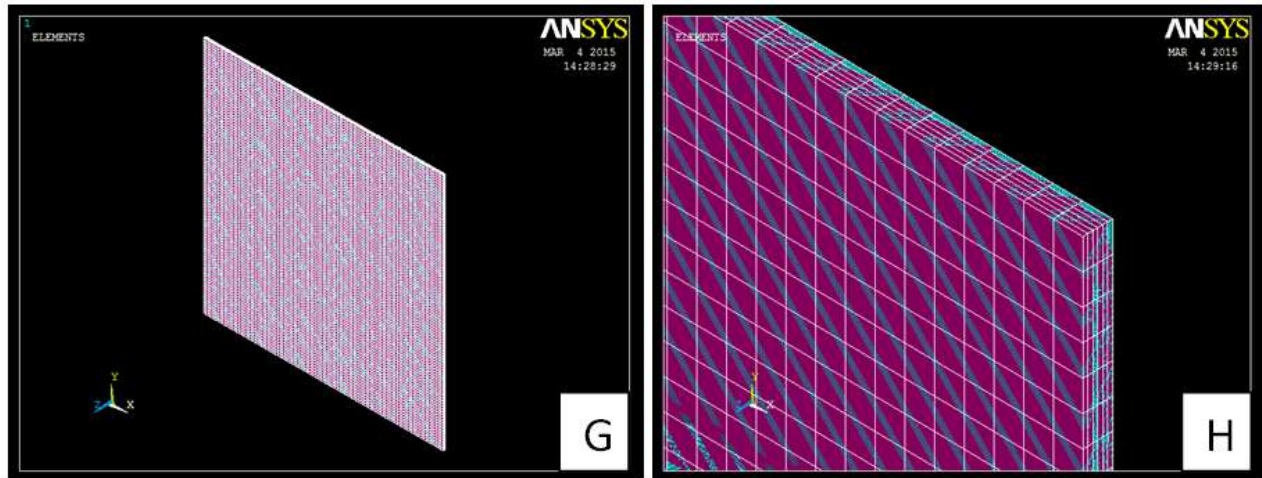 1
ELEMENTS
ANSYS
MAR 4 2015
14:28:29
Y
Z
X
G
ELEMENTS
ANSYS
MAR 4 2015
14:29:16
Y
X
H